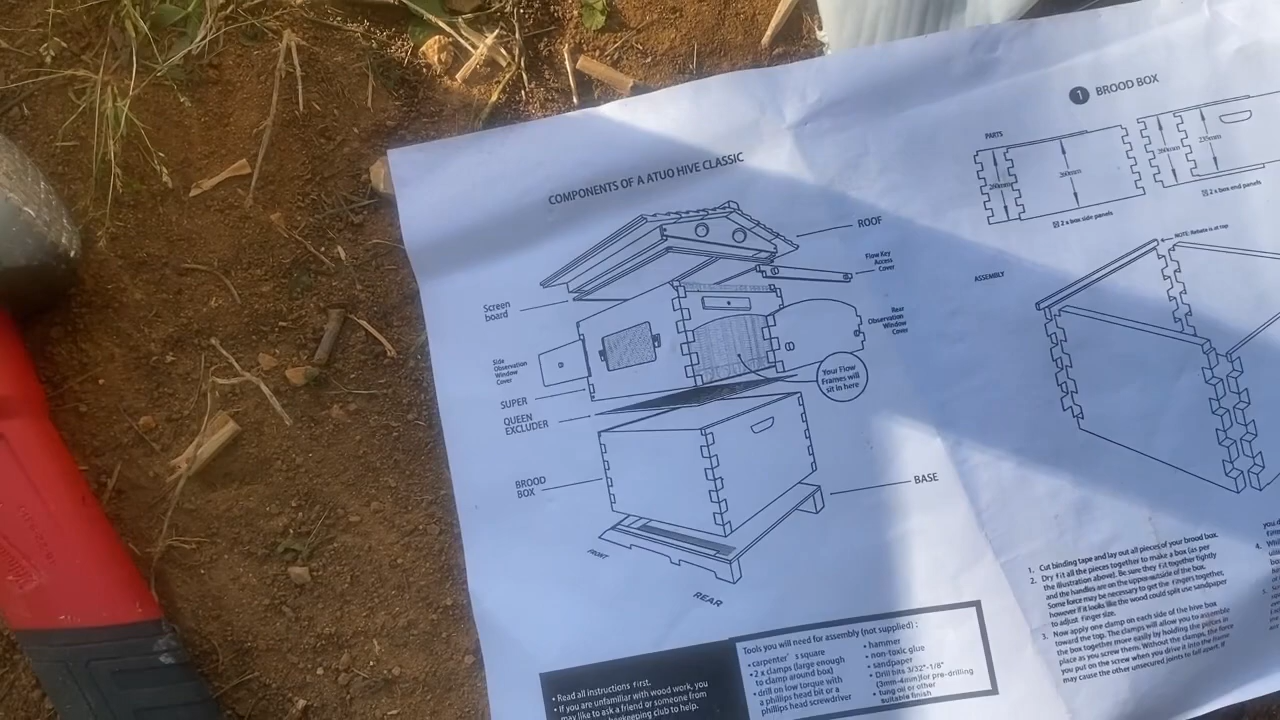 COMPONENTS OF A ATUO HIVE CLASSIC
ROOF
Flow Key
Access
Cover
Screen
board
Rear
Observation
Window
Cover
Side
Observation
Window
Cover
Your Flow
Frames will
sit in here
SUPER
QUEEN
EXCLUDER
BROOD
BOX
BASE
FRONT
REAR
• Read all instructions first.
• If you are unfamiliar with wood work, you
may like to ask a friend or someone from
beekeeping club to help.
Tools you will need for assembly (not supplied) :
• carpenter's square
• 2 x clamps (large enough
to clamp around box)
• drill on low torque with
a phillips head bit or a
phillips head screwdriver
• hammer
• non-toxic glue
• sandpaper
• Drill bits 3/32"-1/8"
(3mm-4mm)for pre-drilling
• tung oil or other
suitable finish
1 BROOD BOX
PARTS
260mm
260mm
260mm
235mm
2 x box side panels
2 x box end panels
NOTE: Rebate is at top
ASSEMBLY
1. Cut binding tape and lay out all pieces of your brood box.
2. Dry fit all the pieces together to make a box (as per
the illustration above). Be sure they fit together tightly
and the handles are on the upper outside of the box.
Some force may be necessary to get the fingers together,
however if it looks like the wood could split use sandpaper
to adjust Finger size.
3. Now apply one clamp on each side of the hive box
toward the top. The clamps will allow you to assemble
the box together more easily by holding the pieces in
place as you screw them. Without the clamps, the force
you put on the screw when you drive it into the frame
may cause the other unsecured joints to fall apart. If
you d
4. Whi